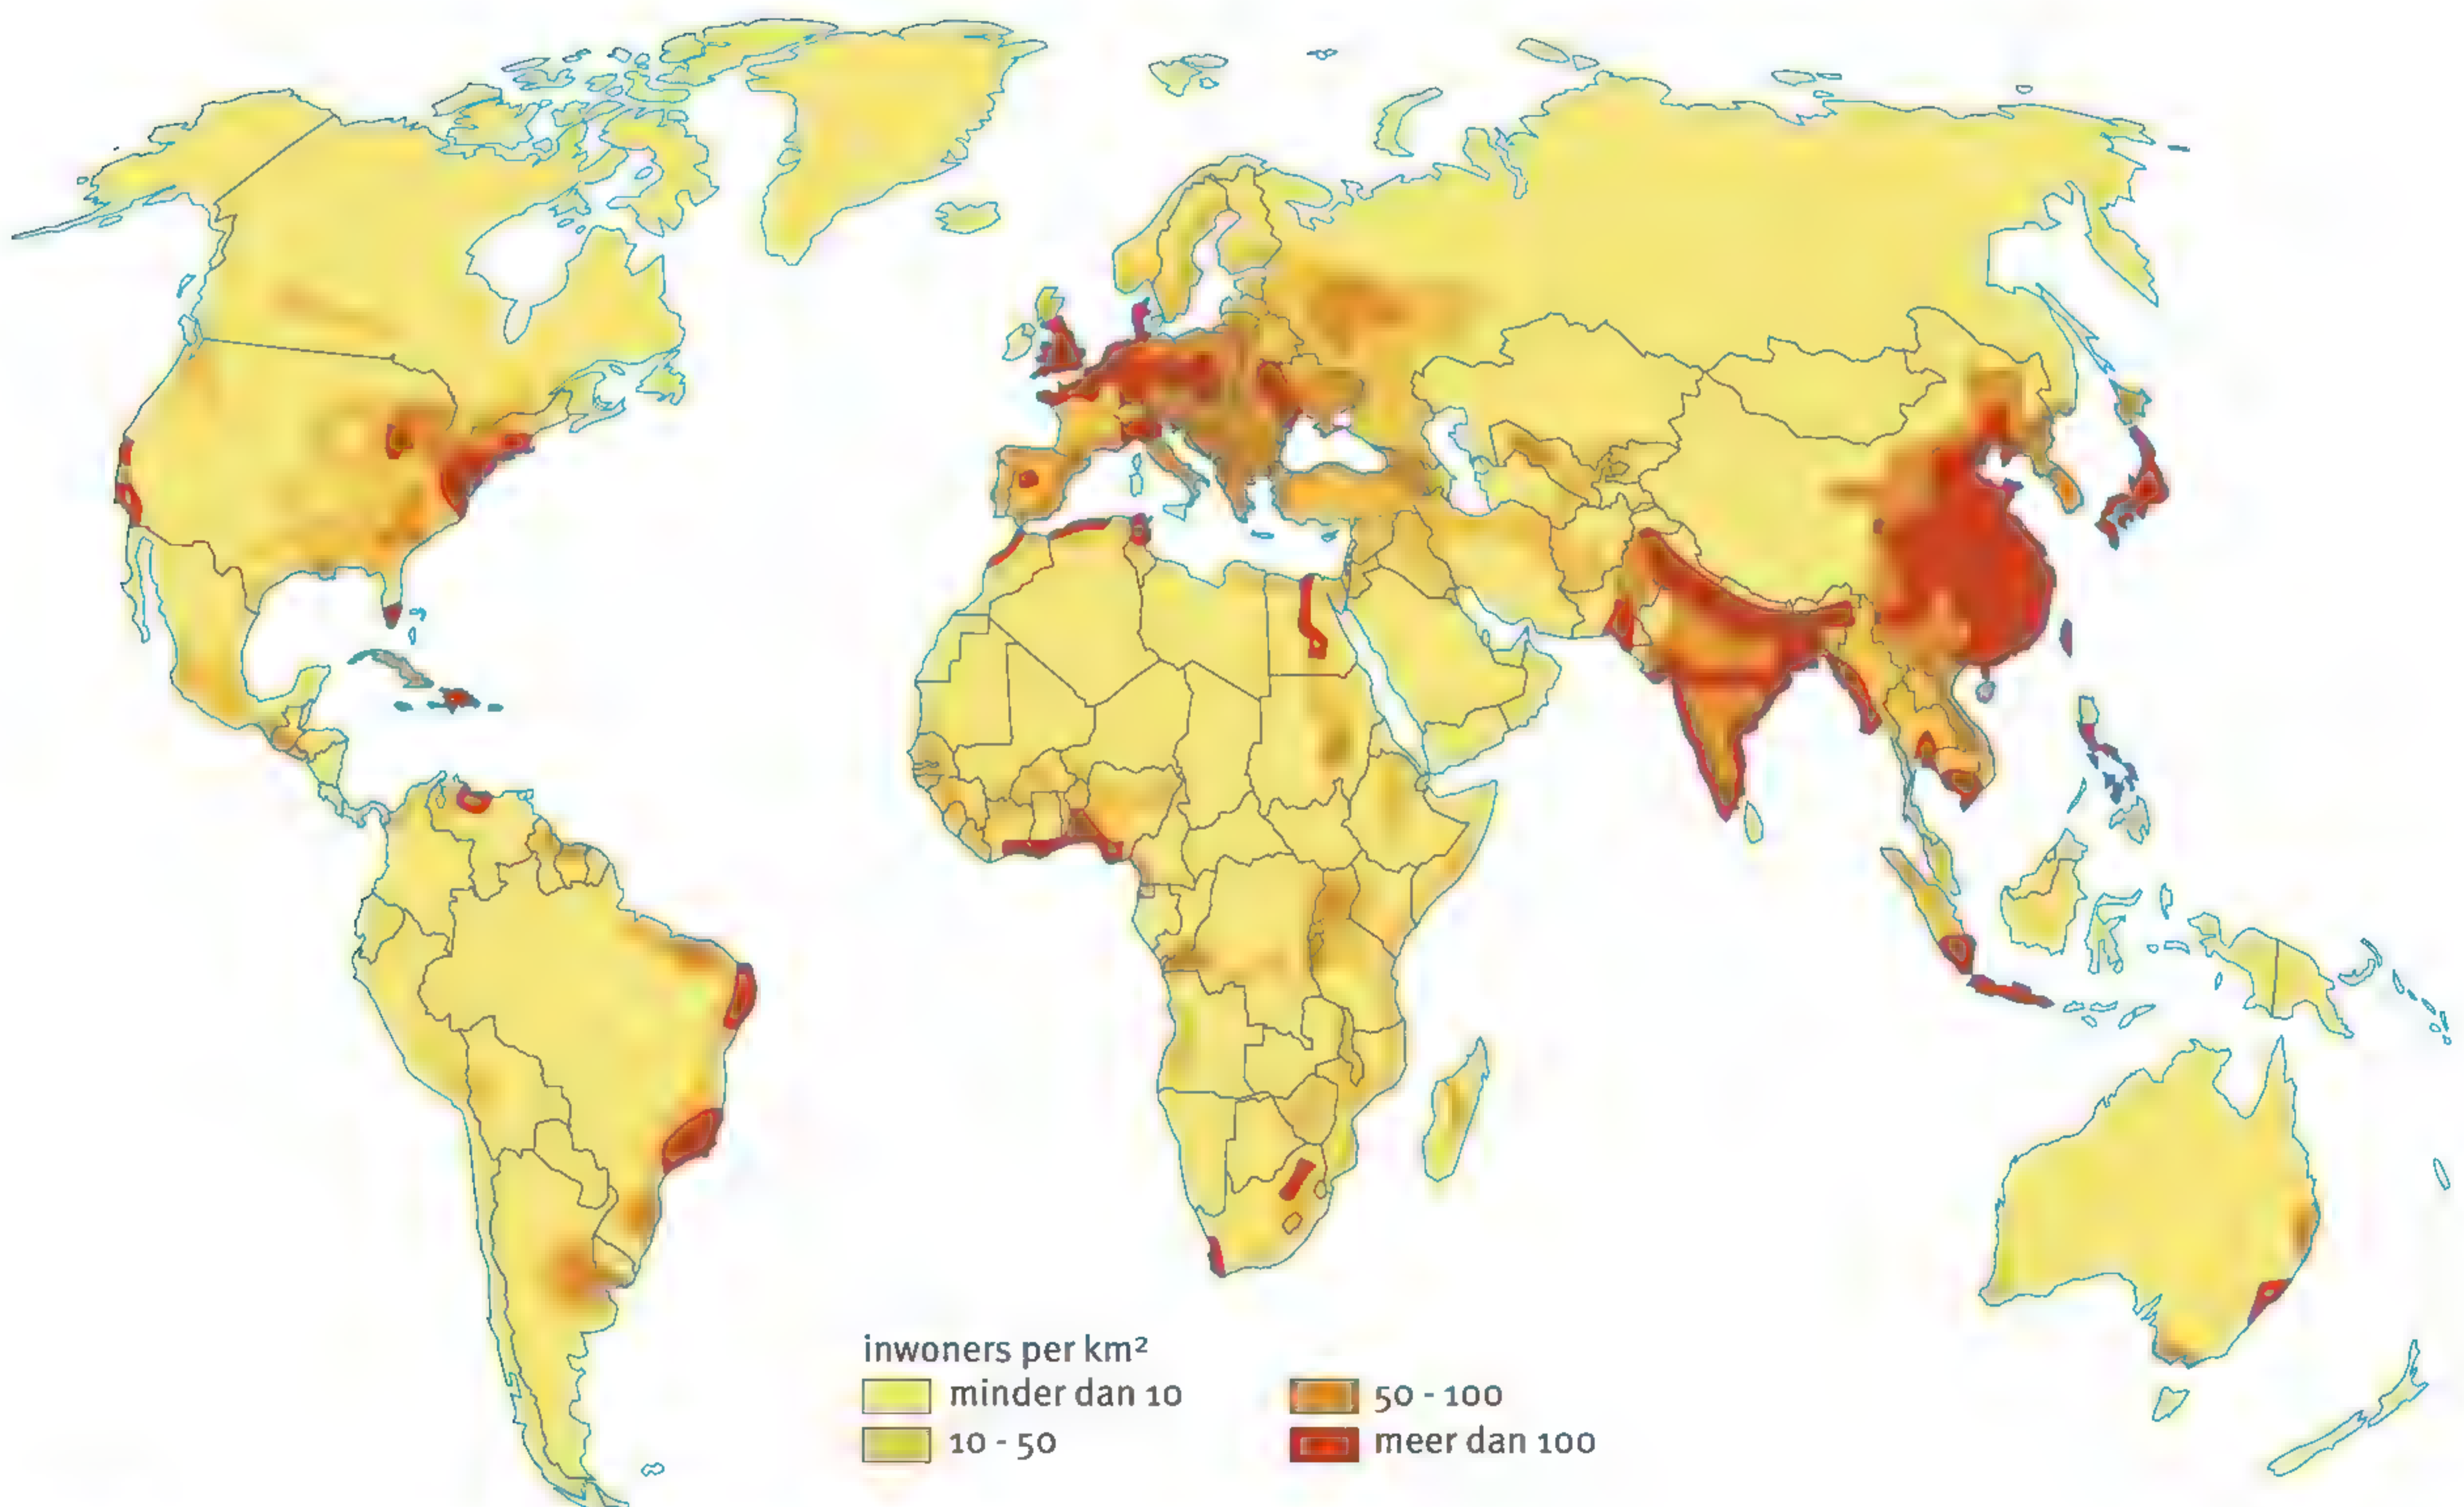 inwoners per km²
minder dan 10
10 - 50
50 - 100
meer dan 100